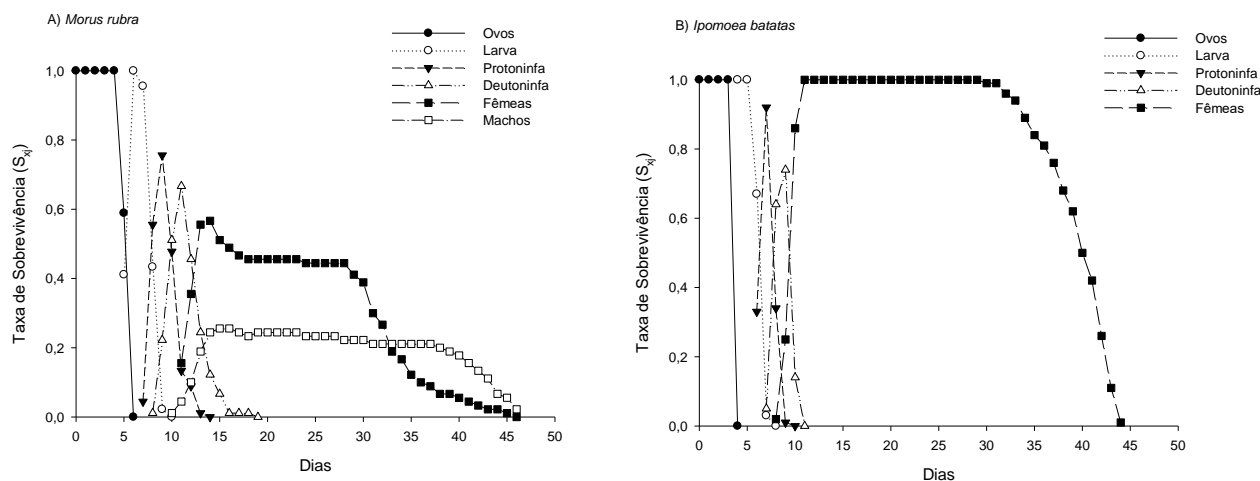 A) Morus rubra
Ovos
Larva
Protoninfa
Deutoninfa
Fêmeas
Machos
Taxa de Sobrevivência (Sxj)
1,0
0,8
0,6
0,4
0,2
0,0
0 5 10 15 20 25 30 35 40 45 50
Dias
B) Ipomoea batatas
Ovos
Larva
Protoninfa
Deutoninfa
Fêmeas
Taxa de Sobrevivência (Sxj)
1,0
0,8
0,6
0,4
0,2
0,0
0 5 10 15 20 25 30 35 40 45 50
Dias